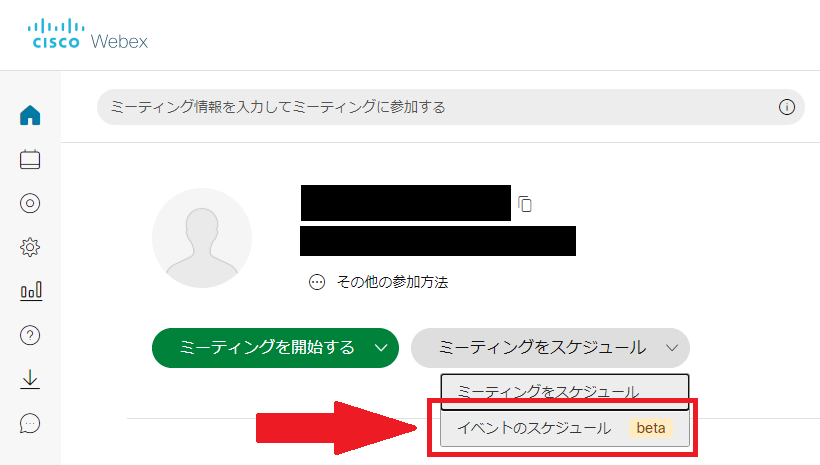 CISCO Webex
ミーティング情報を入力してミーティングに参加する
その他の参加方法
ミーティングを開始する
ミーティングをスケジュール
ミーティングをスケジュール
イベントのスケジュール beta